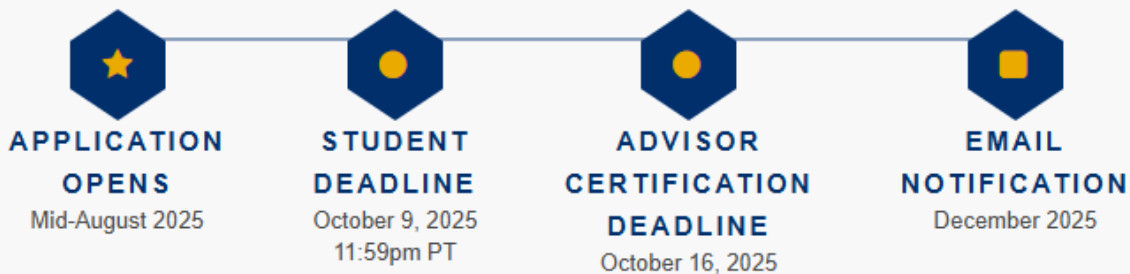 APPLICATION
OPENS
Mid-August 2025
STUDENT
DEADLINE
October 9, 2025
11:59pm PT
ADVISOR
CERTIFICATION
DEADLINE
October 16, 2025
EMAIL
NOTIFICATION
December 2025